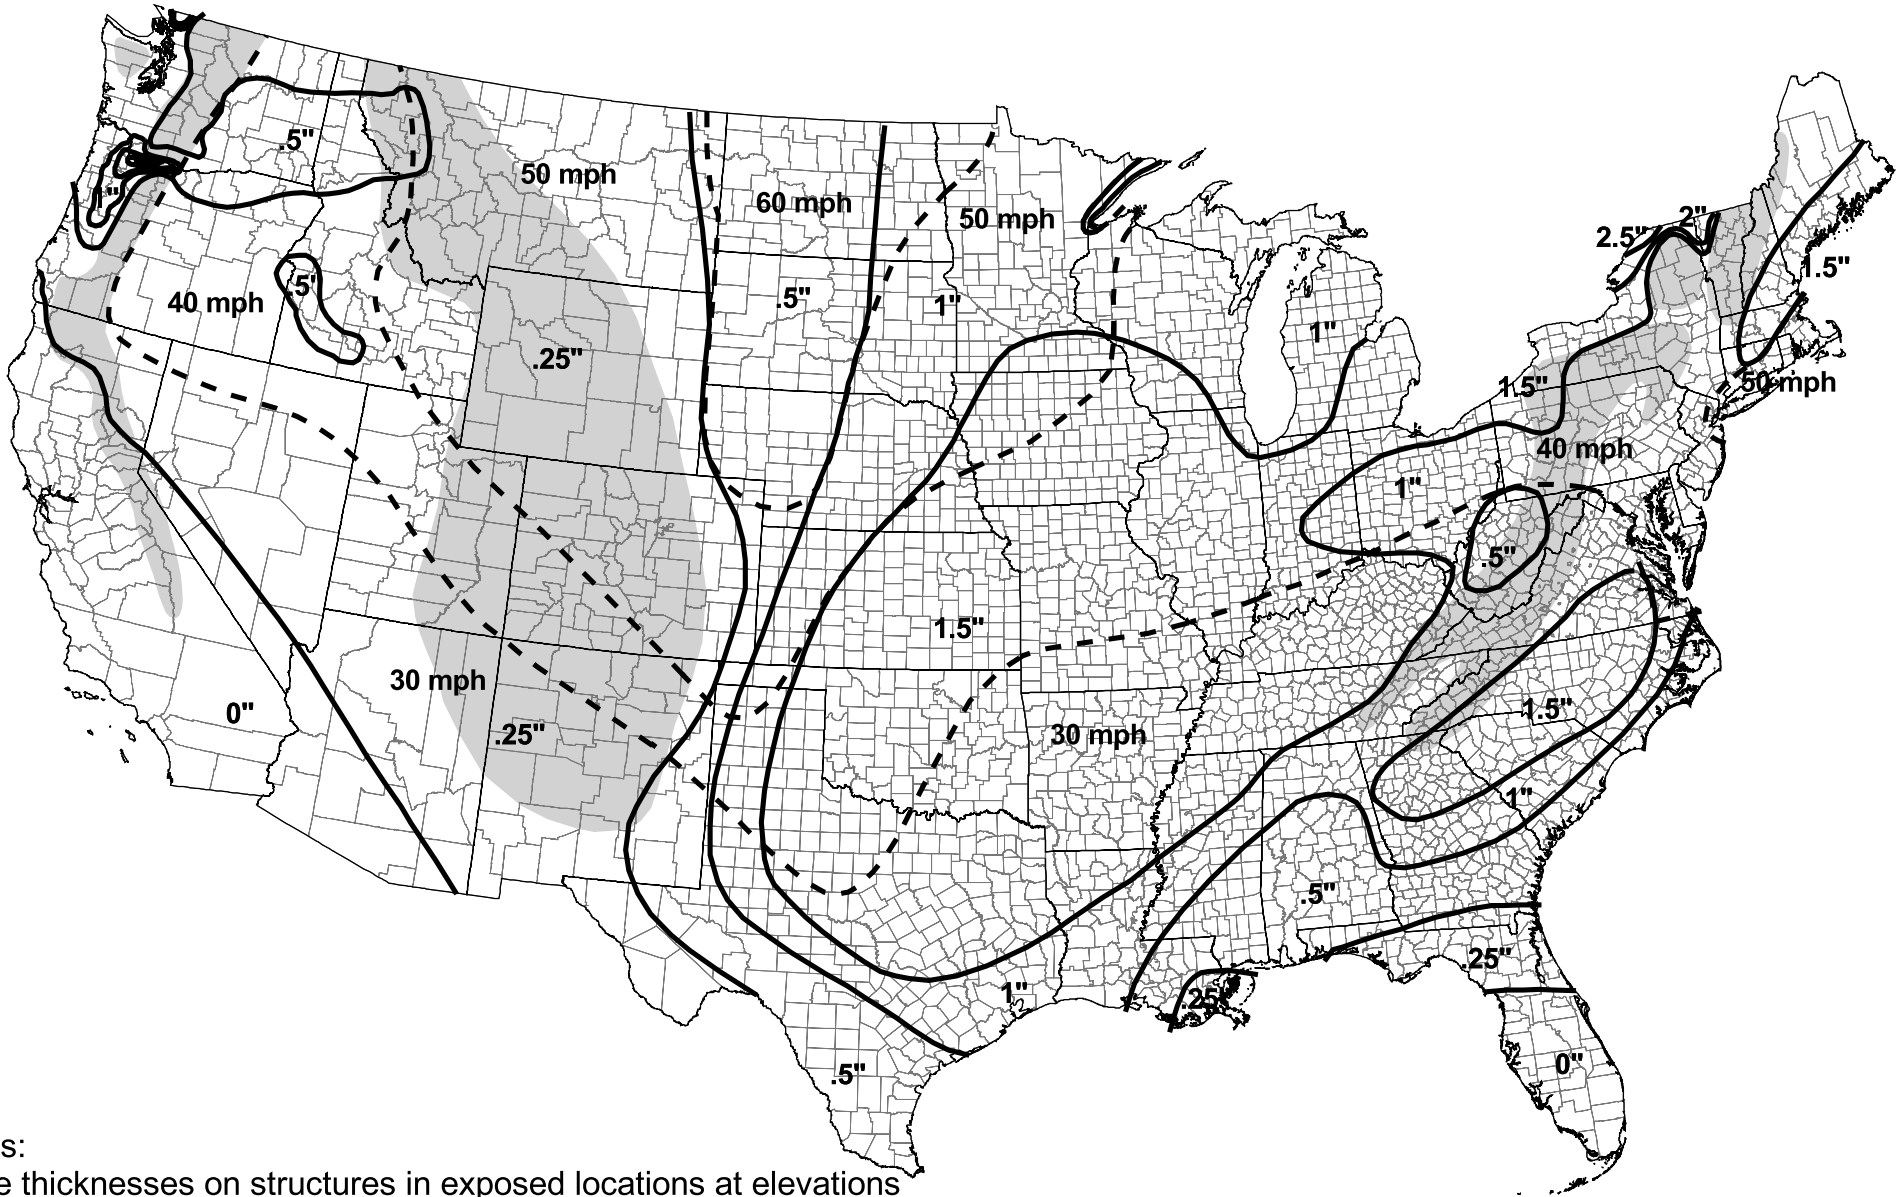 .5"
50 mph
60 mph
50 mph
1"
2"
2.5"
1.5"
.5"
40 mph
.5"
1"
1"
.25"
1.5"
50 mph
40 mph
1"
.5"
1.5"
30 mph
0"
.25"
30 mph
1.5"
1"
.5"
.25"
1"
.25"
0"
.5"
s:
e thicknesses on structures in exposed locations at elevations